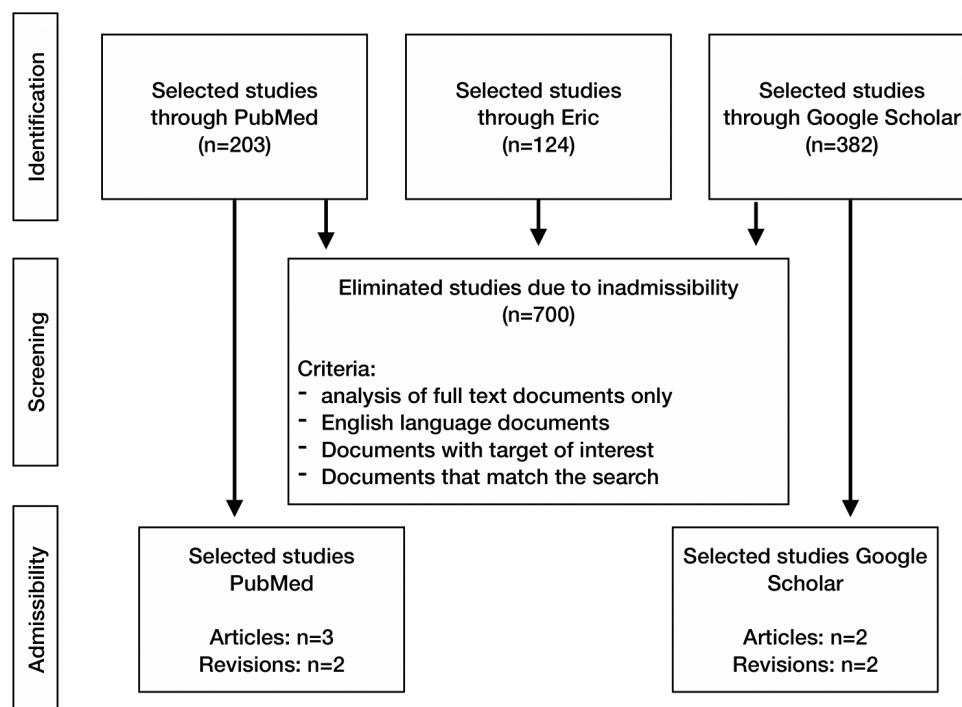 Identification
Selected studies
through PubMed
(n=203)
Selected studies
through Eric
(n=124)
Selected studies
through Google Scholar
(n=382)
Screening
Eliminated studies due to inadmissibility
(n=700)
Criteria:
- analysis of full text documents only
- English language documents
- Documents with target of interest
- Documents that match the search
Admissibility
Selected studies
PubMed
Articles: n=3
Revisions: n=2
Selected studies Google
Scholar
Articles: n=2
Revisions: n=2